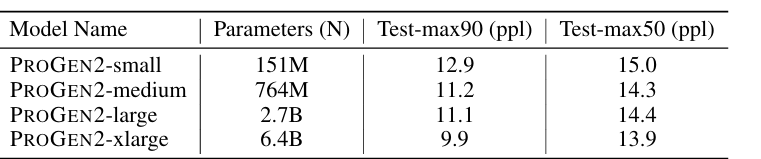 Model Name Parameters (N) Test-max90 (ppl) Test-max50 (ppl)
PROGEN2-small 151M 12.9 15.0
PROGEN2-medium 764M 11.2 14.3
PROGEN2-large 2.7B 11.1 14.4
PROGEN2-xlarge 6.4B 9.9 13.9